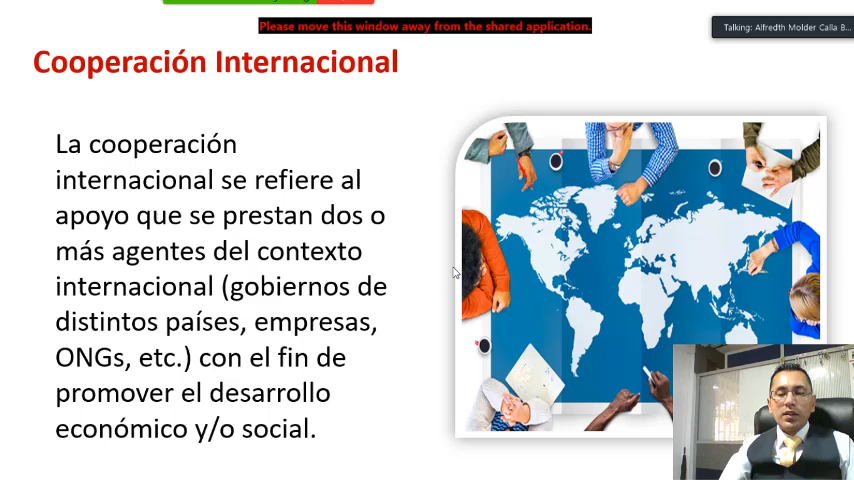 Please move this window away from the shared application.
Talking: Alfredth Molder Calla B...
Cooperación Internacional
La cooperación
internacional se refiere al
apoyo que se prestan dos o
más agentes del contexto
internacional (gobiernos de
distintos países, empresas,
ONGs, etc.) con el fin de
promover el desarrollo
económico y/o social.